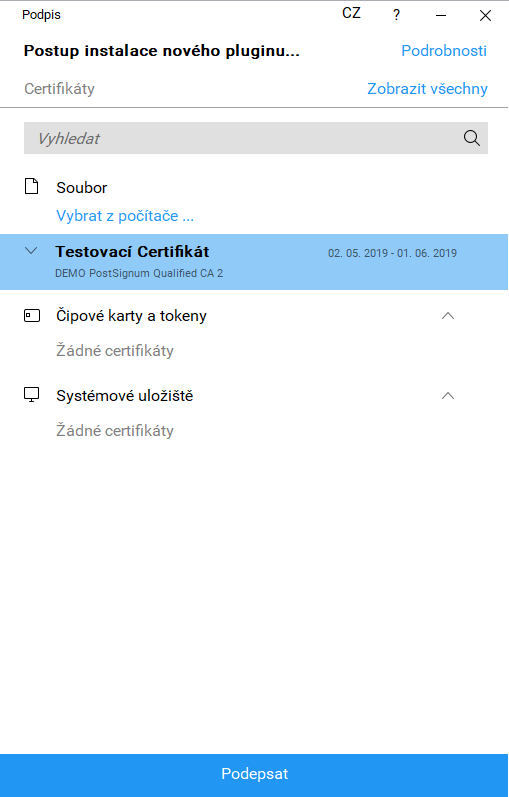 Podpis CZ ?
Postup instalace nového pluginu... Podrobnosti
Certifikáty Zobrazit všechny
Vyhledat
Soubor
Vybrat z počítače ...
Testovací Certifikát 02. 05. 2019 - 01. 06. 2019
DEMO PostSignum Qualified CA 2
Čipové karty a tokeny
Žádné certifikáty
Systémové uložiště
Žádné certifikáty
Podepsat